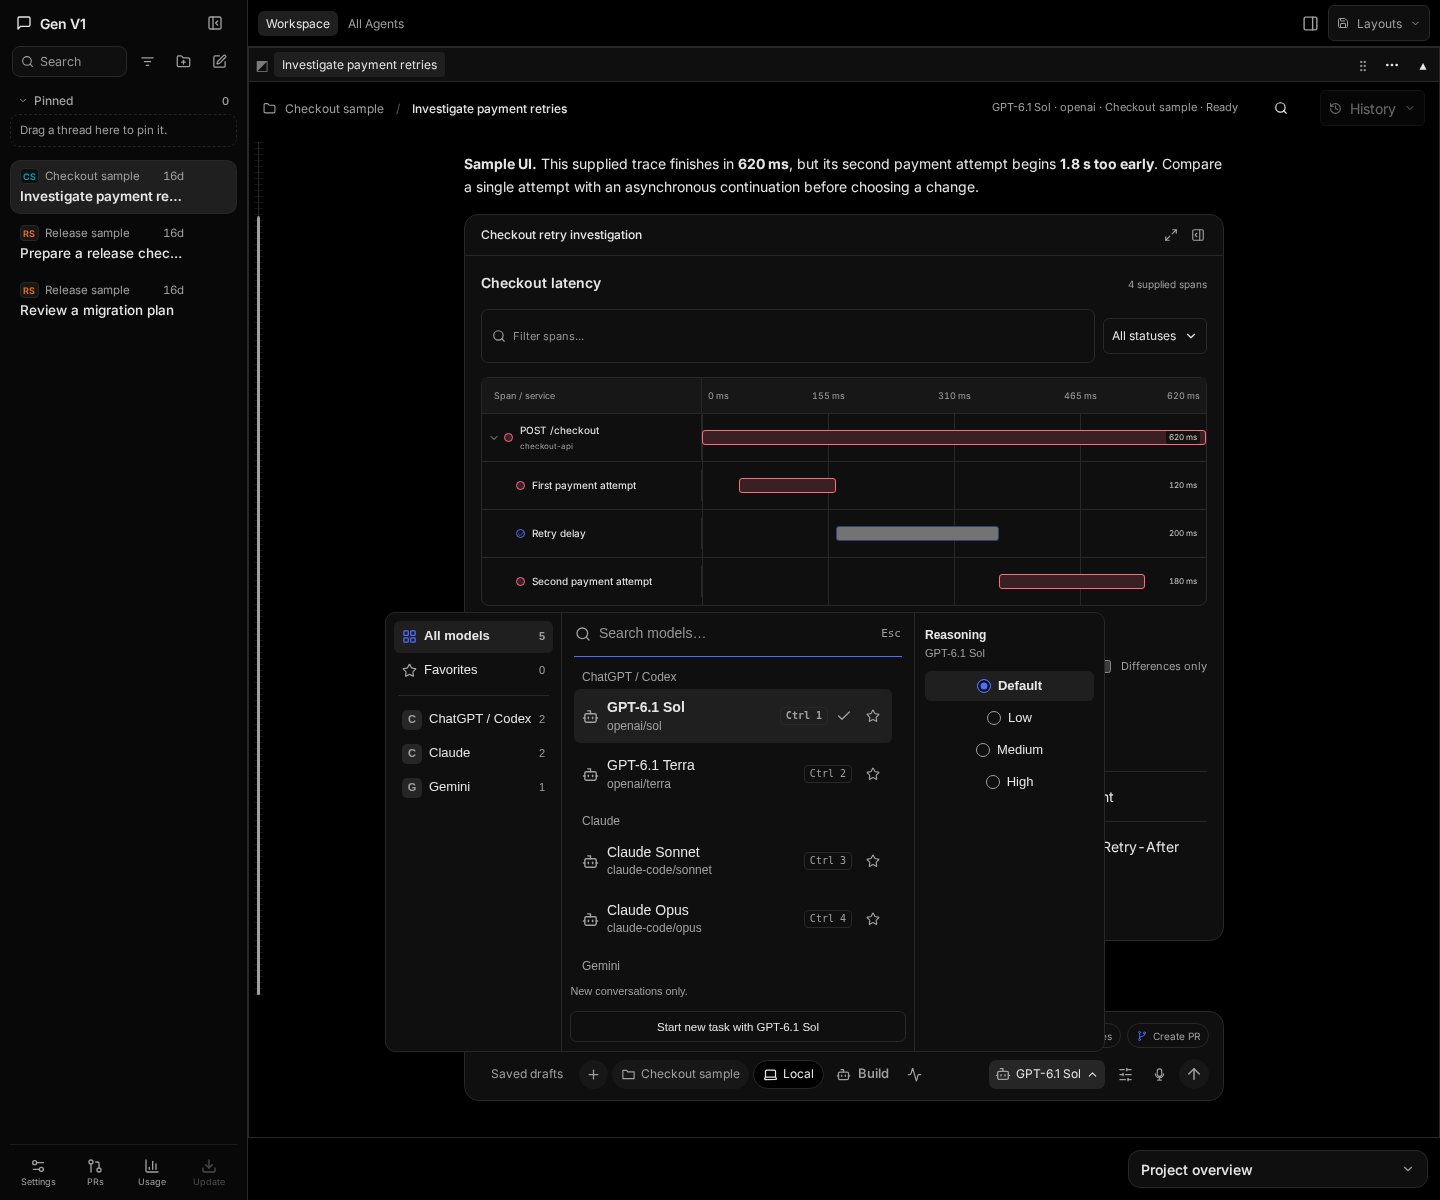 Gen V1
Search
Pinned
0
Drag a thread here to pin it.
CS Checkout sample 16d
Investigate payment re...
RS Release sample 16d
Prepare a release chec...
RS Release sample 16d
Review a migration plan
Settings
PRs
Usage
Update
Workspace
All Agents
Layouts
Investigate payment retries
Checkout sample / Investigate payment retries
GPT-6.1 Sol · openai · Checkout sample · Ready
History
Sample UI. This supplied trace finishes in 620 ms, but its second payment attempt begins 1.8 s too early. Compare
a single attempt with an asynchronous continuation before choosing a change.
Checkout retry investigation
Checkout latency
4 supplied spans
Filter spans...
All statuses
Span / service
0 ms
155 ms
310 ms
465 ms
620 ms
POST /checkout
checkout-api
620 ms
First payment attempt
120 ms
Retry delay
200 ms
Second payment attempt
180 ms
All models 5
Favorites 0
C ChatGPT / Codex 2
C Claude 2
G Gemini 1
Search models...
Esc
ChatGPT / Codex
GPT-6.1 Sol
openai/sol
Ctrl 1
GPT-6.1 Terra
openai/terra
Ctrl 2
Claude
Claude Sonnet
claude-code/sonnet
Ctrl 3
Claude Opus
claude-code/opus
Ctrl 4
Gemini
New conversations only.
Start new task with GPT-6.1 Sol
Reasoning
GPT-6.1 Sol
Default
Low
Medium
High
Differences only
nt
Retry-After
es
Create PR
Saved drafts
Checkout sample
Local
Build
GPT-6.1 Sol
Project overview